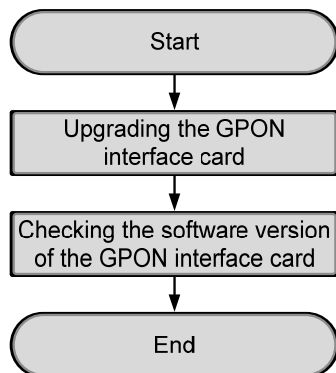 Start
Upgrading the GPON
interface card
Checking the software version
of the GPON interface card
End